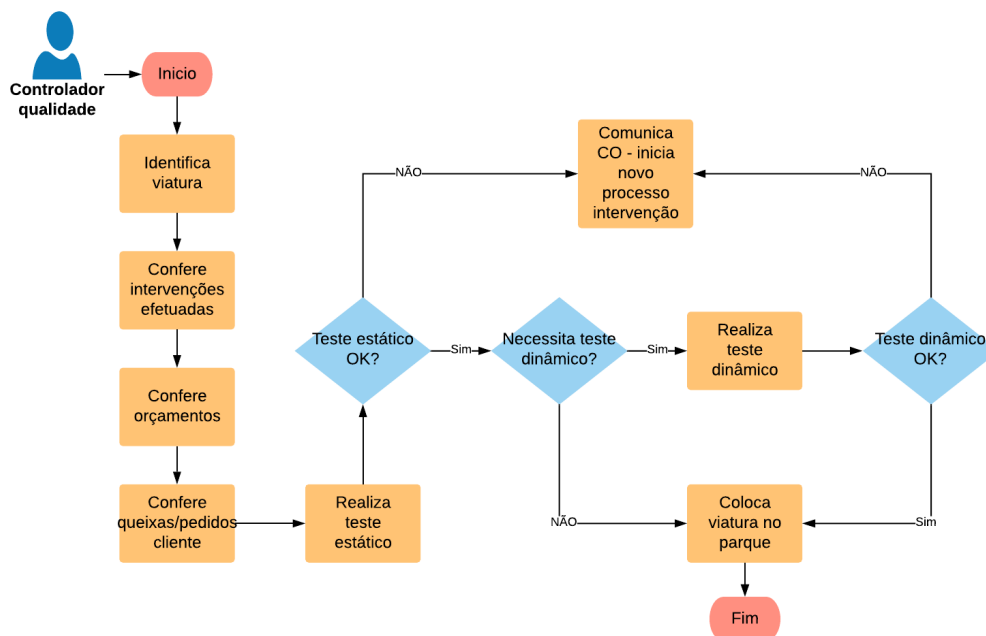 Controlador
qualidade
Inicio
Identifica
viatura
Confere
intervenções
efetuadas
Confere
orçamentos
Confere
queixas/pedidos
cliente
Realiza
teste
estático
Teste estático
OK?
NÃO
Sim
Comunica
CO - inicia
novo
processo
intervenção
Necessita teste
dinâmico?
Sim
NÃO
Realiza
teste
dinâmico
Teste dinâmico
OK?
NÃO
Sim
Coloca
viatura no
parque
Fim